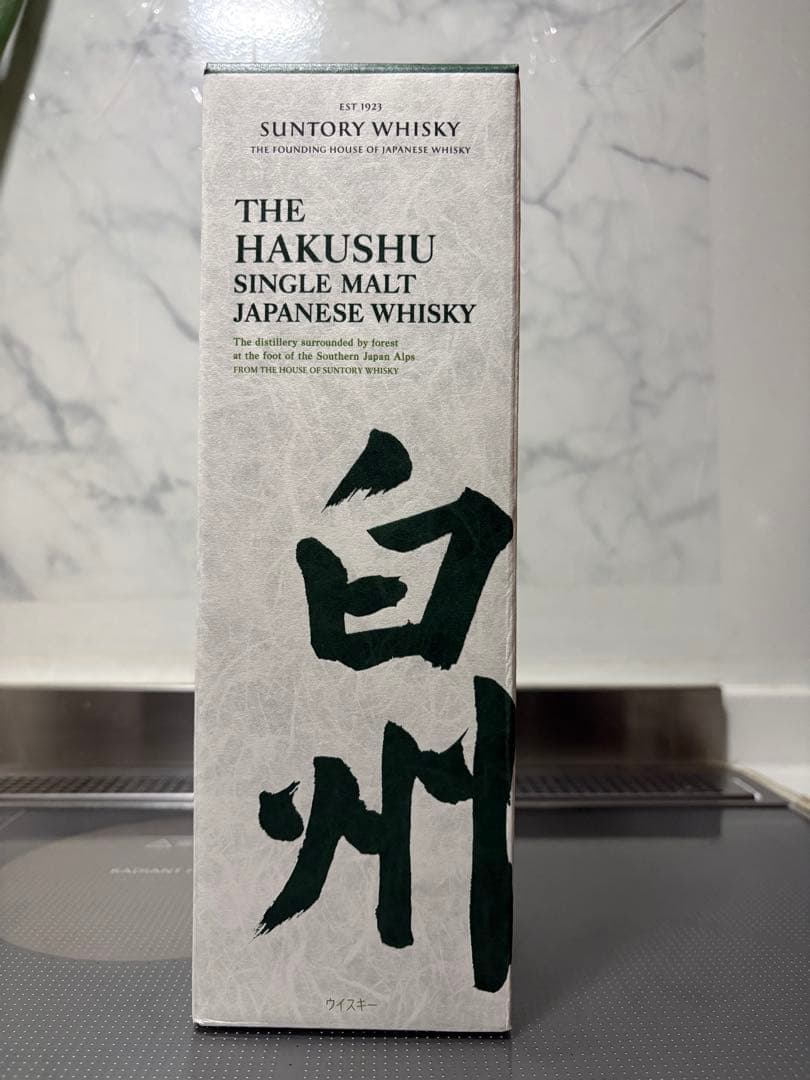 EST 1923
SUNTORY WHISKY
THE FOUNDING HOUSE OF JAPANESE WHISKY
THE
HAKUSHU
SINGLE MALT
JAPANESE WHISKY
The distillery surrounded by forest
at the foot of the Southern Japan Alps
FROM THE HOUSE OF SUNTORY WHISKY
白
州
ウイスキー
RADIANT